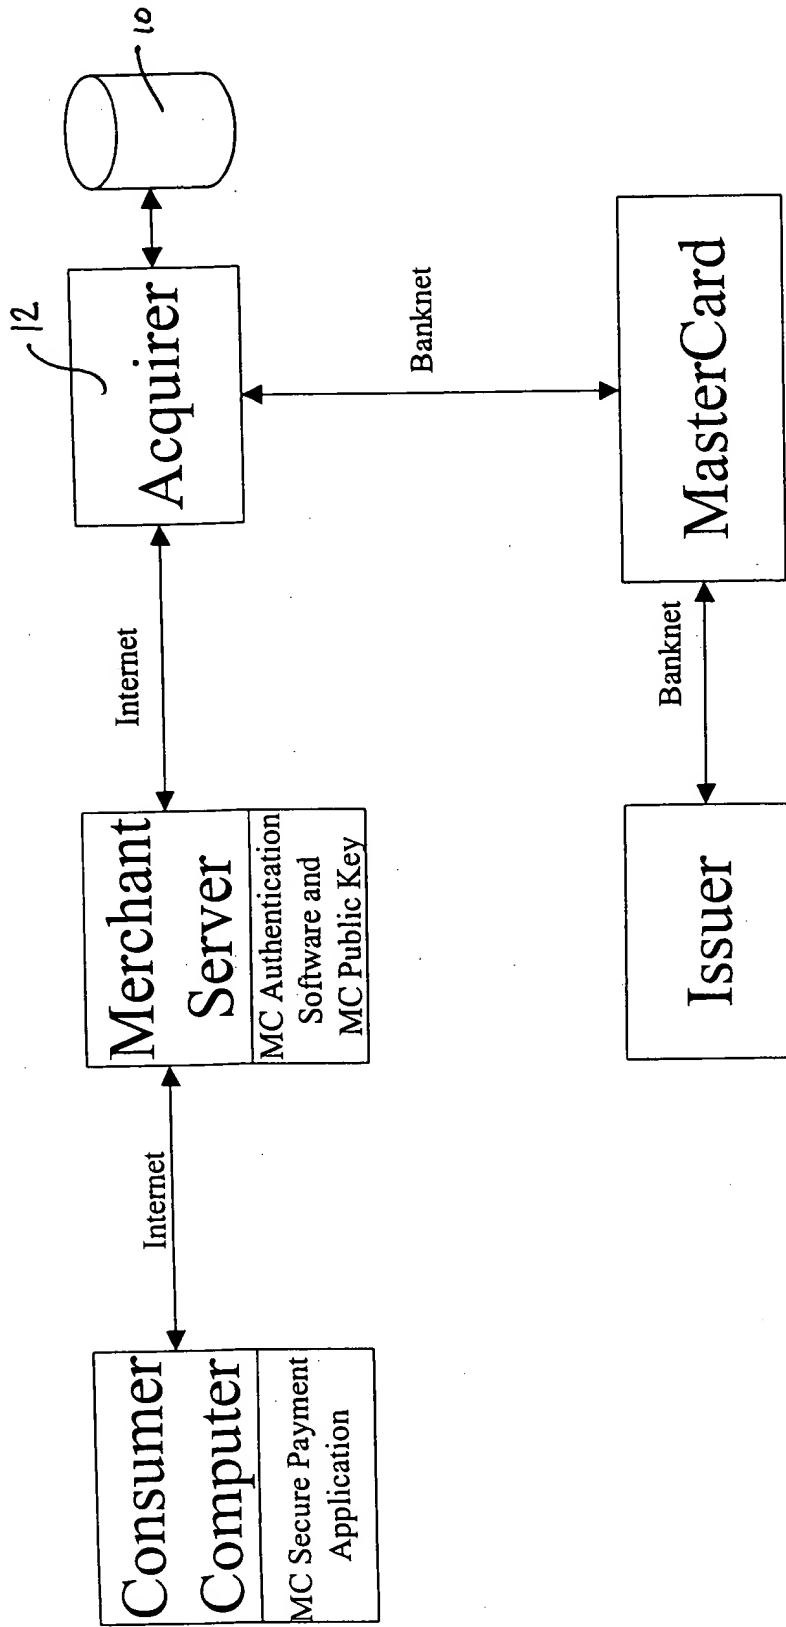 Consumer
Computer
MC Secure Payment
Application
Internet
Merchant
Server
MC Authentication
Software and
MC Public Key
Internet
12
Acquirer
10
Banknet
Issuer
Banknet
MasterCard